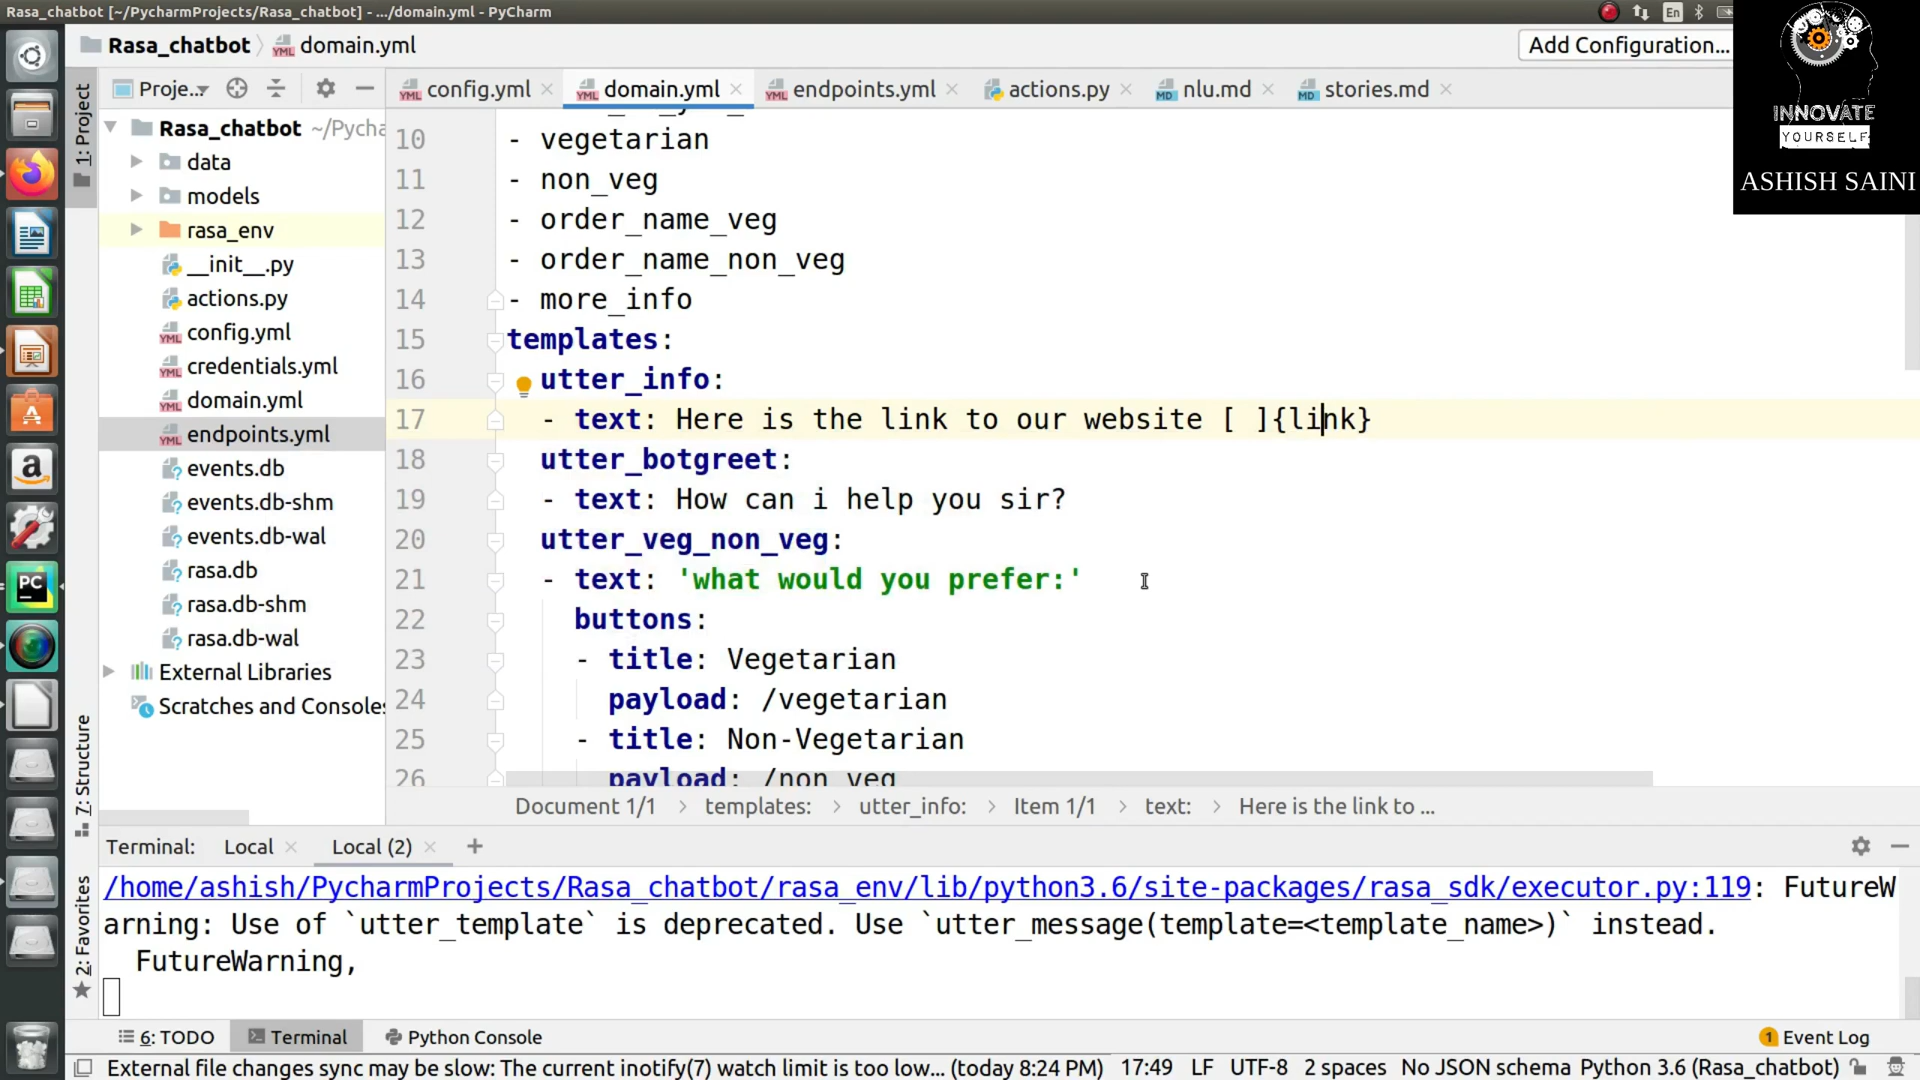 Rasa_chatbot [~/PycharmProjects/Rasa_chatbot] - .../domain.yml - PyCharm
En
Rasa_chatbot
domain.yml
Add Configuration...
INNOVATE
YOURSELF
ASHISH SAINI
Proje...
config.yml
domain.yml
endpoints.yml
actions.py
nlu.md
stories.md
1: Project
Rasa_chatbot ~/Pycha
data
models
rasa_env
__init__.py
actions.py
config.yml
credentials.yml
domain.yml
endpoints.yml
events.db
events.db-shm
events.db-wal
rasa.db
rasa.db-shm
rasa.db-wal
External Libraries
Scratches and Consoles
10 - vegetarian
11 - non_veg
12 - order_name_veg
13 - order_name_non_veg
14 - more_info
15 templates:
16 utter_info:
17 - text: Here is the link to our website [ ]{link}
18 utter_botgreet:
19 - text: How can i help you sir?
20 utter_veg_non_veg:
21 - text: 'what would you prefer:'
22 buttons:
23 - title: Vegetarian
24 payload: /vegetarian
25 - title: Non-Vegetarian
26 payload: /non_veg
Document 1/1 > templates: > utter_info: > Item 1/1 > text: > Here is the link to ...
7: Structure
2: Favorites
Terminal: Local Local (2)
/home/ashish/PycharmProjects/Rasa_chatbot/rasa_env/lib/python3.6/site-packages/rasa_sdk/executor.py:119: FutureW
arning: Use of `utter_template` is deprecated. Use `utter_message(template=<template_name>)` instead.
FutureWarning,
6: TODO
Terminal
Python Console
1 Event Log
External file changes sync may be slow: The current inotify(7) watch limit is too low... (today 8:24 PM)
17:49 LF UTF-8 2 spaces No JSON schema Python 3.6 (Rasa_chatbot)